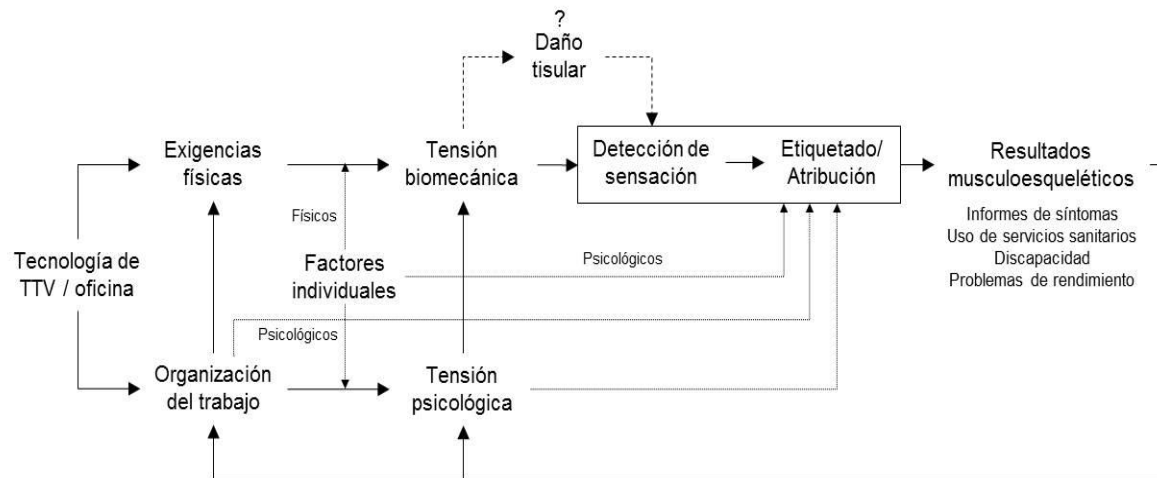 ?
Daño
tisular
Exigencias
físicas
Tensión
biomecánica
Detección de
sensación
Etiquetado/
Atribución
Resultados
musculoesqueléticos
Informes de síntomas
Uso de servicios sanitarios
Discapacidad
Problemas de rendimiento
Físicos
Tecnología de
TTV / oficina
Factores
individuales
Psicológicos
Psicológicos
Organización
del trabajo
Tensión
psicológica